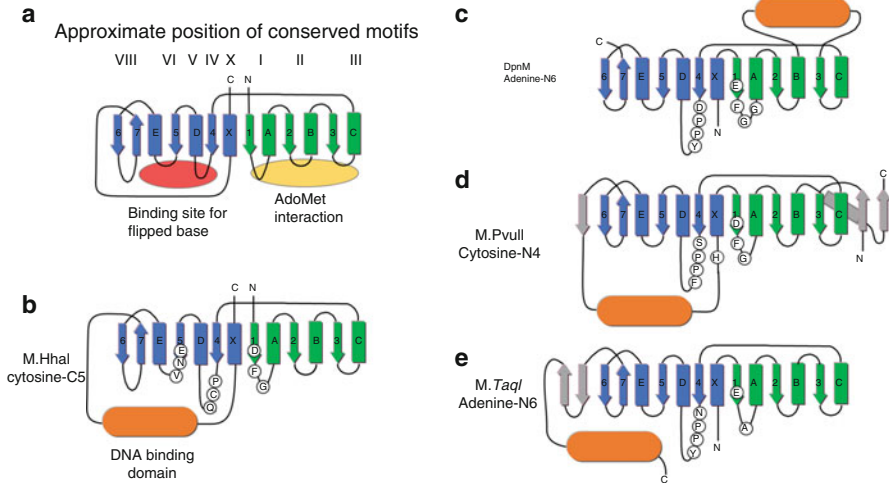 a
Approximate position of conserved motifs
VIII VI V IV X I II III
C N
6 7 E 5 D 4 X 1 A 2 B 3 C
Binding site for
flipped base
AdoMet
interaction
b
C N
M.HhaI
cytosine-C5
6 7 E 5 D 4 X 1 A 2 B 3 C
E
N
V
P
C
Q
D
F
G
DNA binding
domain
c
C
DpnM
Adenine-N6
6 7 E 5 D 4 X 1 A 2 B 3 C
E
F
G
G
D
P
P
Y
N
d
C
M.PvuII
Cytosine-N4
6 7 E 5 D 4 X 1 A 2 B 3 C
D
F
G
S
P
P
F
H
N
e
M.TaqI
Adenine-N6
6 7 E 5 D 4 X 1 A 2 B 3 C
E
A
N
P
P
Y
N
C